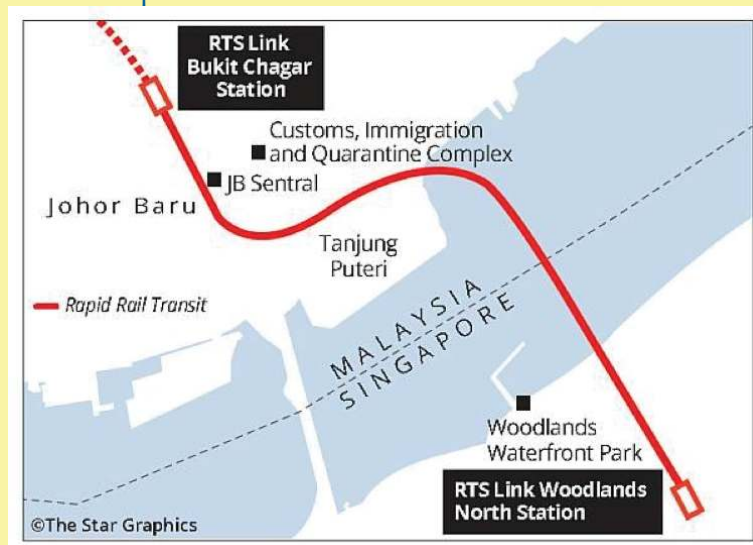 RTS Link
Bukit Chagar
Station
Customs, Immigration
and Quarantine Complex
JB Sentral
Johor Baru
Tanjung
Puteri
Rapid Rail Transit
MALAYSIA
SINGAPORE
Woodlands
Waterfront Park
RTS Link Woodlands
North Station
©The Star Graphics